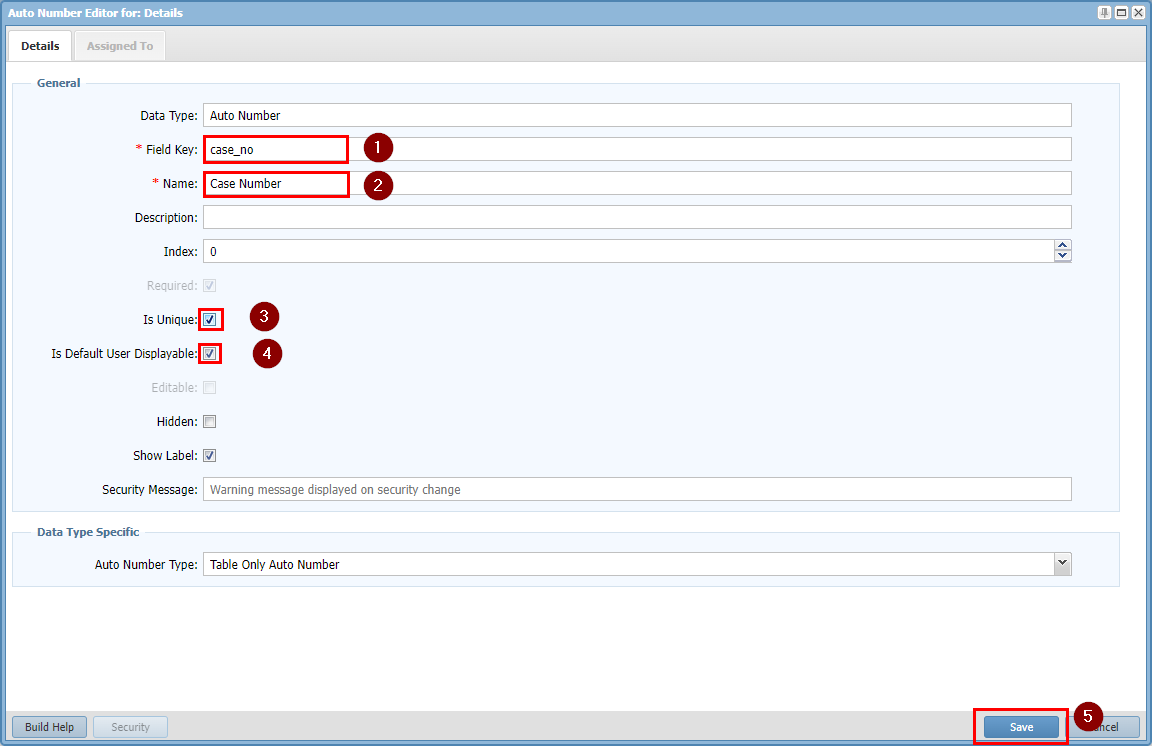 Auto Number Editor for: Details
Details
Assigned To
General
Data Type: Auto Number
* Field Key: case_no 1
* Name: Case Number 2
Description:
Index: 0
Required:
Is Unique: 3
Is Default User Displayable: 4
Editable:
Hidden:
Show Label:
Security Message: Warning message displayed on security change
Data Type Specific
Auto Number Type: Table Only Auto Number
Build Help
Security
Save
5